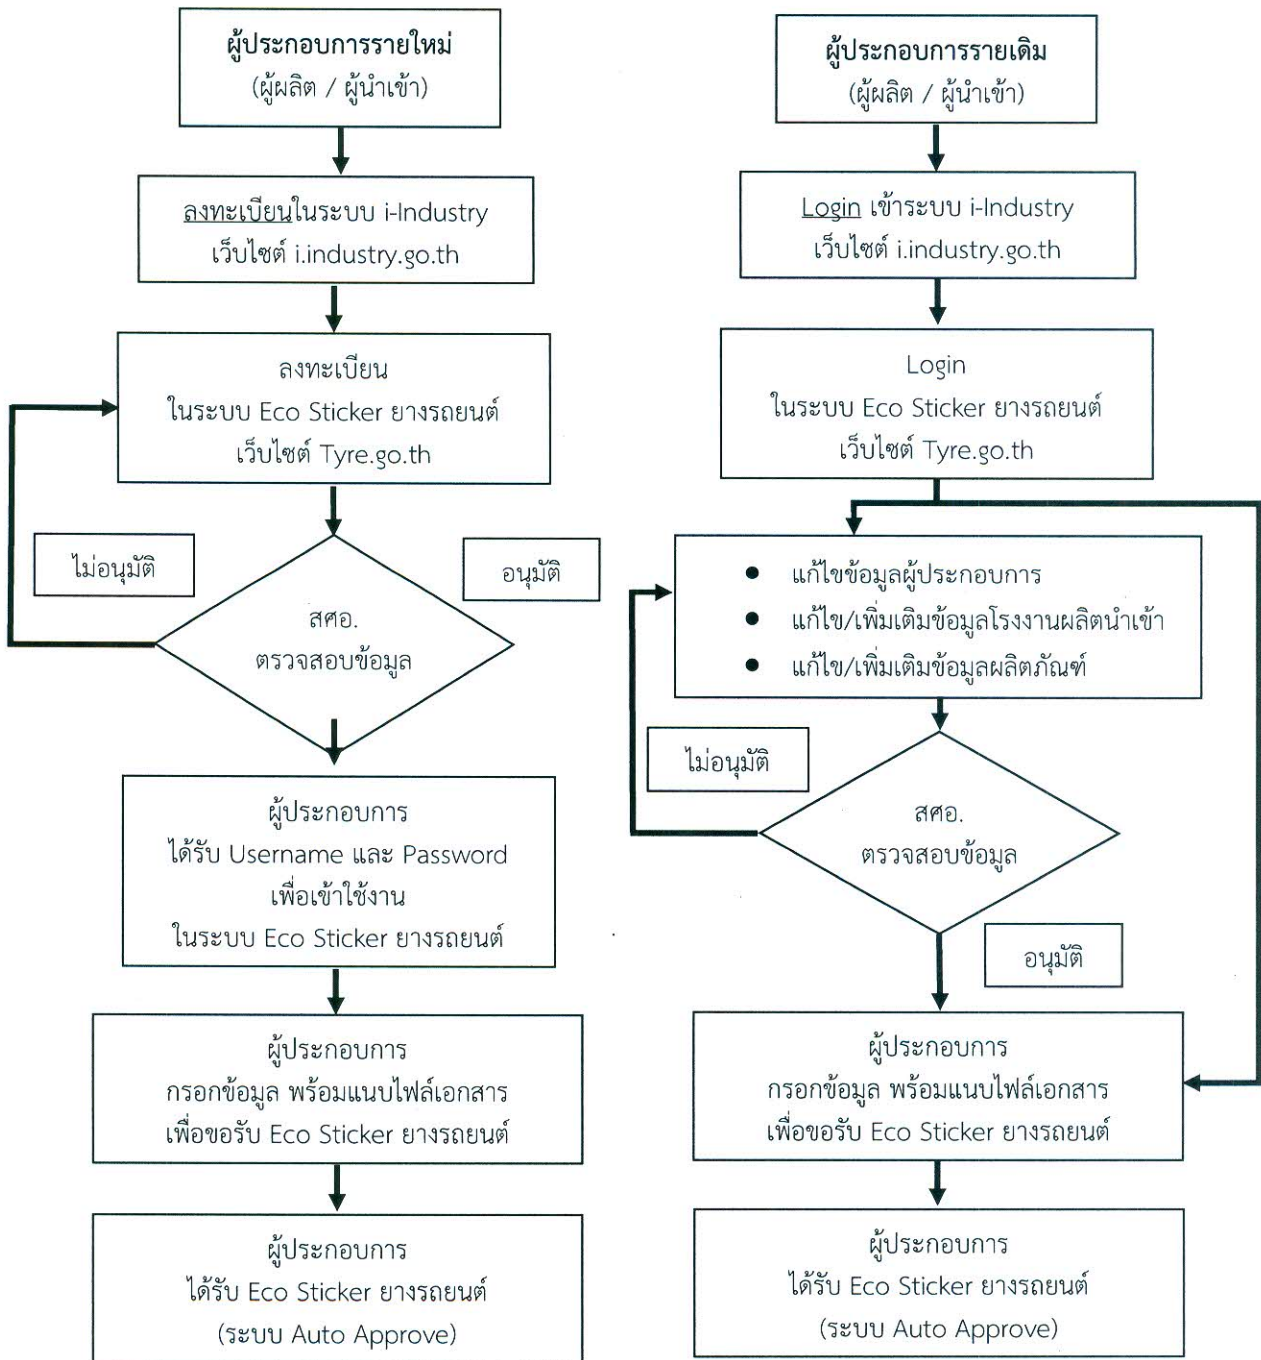 ผู้ประกอบการรายใหม่
(ผู้ผลิต / ผู้นำเข้า)
ลงทะเบียนในระบบ i-Industry
เว็บไซต์ i.industry.go.th
ลงทะเบียน
ในระบบ Eco Sticker ยางรถยนต์
เว็บไซต์ Tyre.go.th
ไม่อนุมัติ
อนุมัติ
สศอ.
ตรวจสอบข้อมูล
ผู้ประกอบการ
ได้รับ Username และ Password
เพื่อเข้าใช้งาน
ในระบบ Eco Sticker ยางรถยนต์
ผู้ประกอบการ
กรอกข้อมูล พร้อมแนบไฟล์เอกสาร
เพื่อขอรับ Eco Sticker ยางรถยนต์
ผู้ประกอบการ
ได้รับ Eco Sticker ยางรถยนต์
(ระบบ Auto Approve)
ผู้ประกอบการรายเดิม
(ผู้ผลิต / ผู้นำเข้า)
Login เข้าระบบ i-Industry
เว็บไซต์ i.industry.go.th
Login
ในระบบ Eco Sticker ยางรถยนต์
เว็บไซต์ Tyre.go.th
● แก้ไขข้อมูลผู้ประกอบการ
● แก้ไข/เพิ่มเติมข้อมูลโรงงานผลิตนำเข้า
● แก้ไข/เพิ่มเติมข้อมูลผลิตภัณฑ์
ไม่อนุมัติ
สศอ.
ตรวจสอบข้อมูล
อนุมัติ
ผู้ประกอบการ
กรอกข้อมูล พร้อมแนบไฟล์เอกสาร
เพื่อขอรับ Eco Sticker ยางรถยนต์
ผู้ประกอบการ
ได้รับ Eco Sticker ยางรถยนต์
(ระบบ Auto Approve)